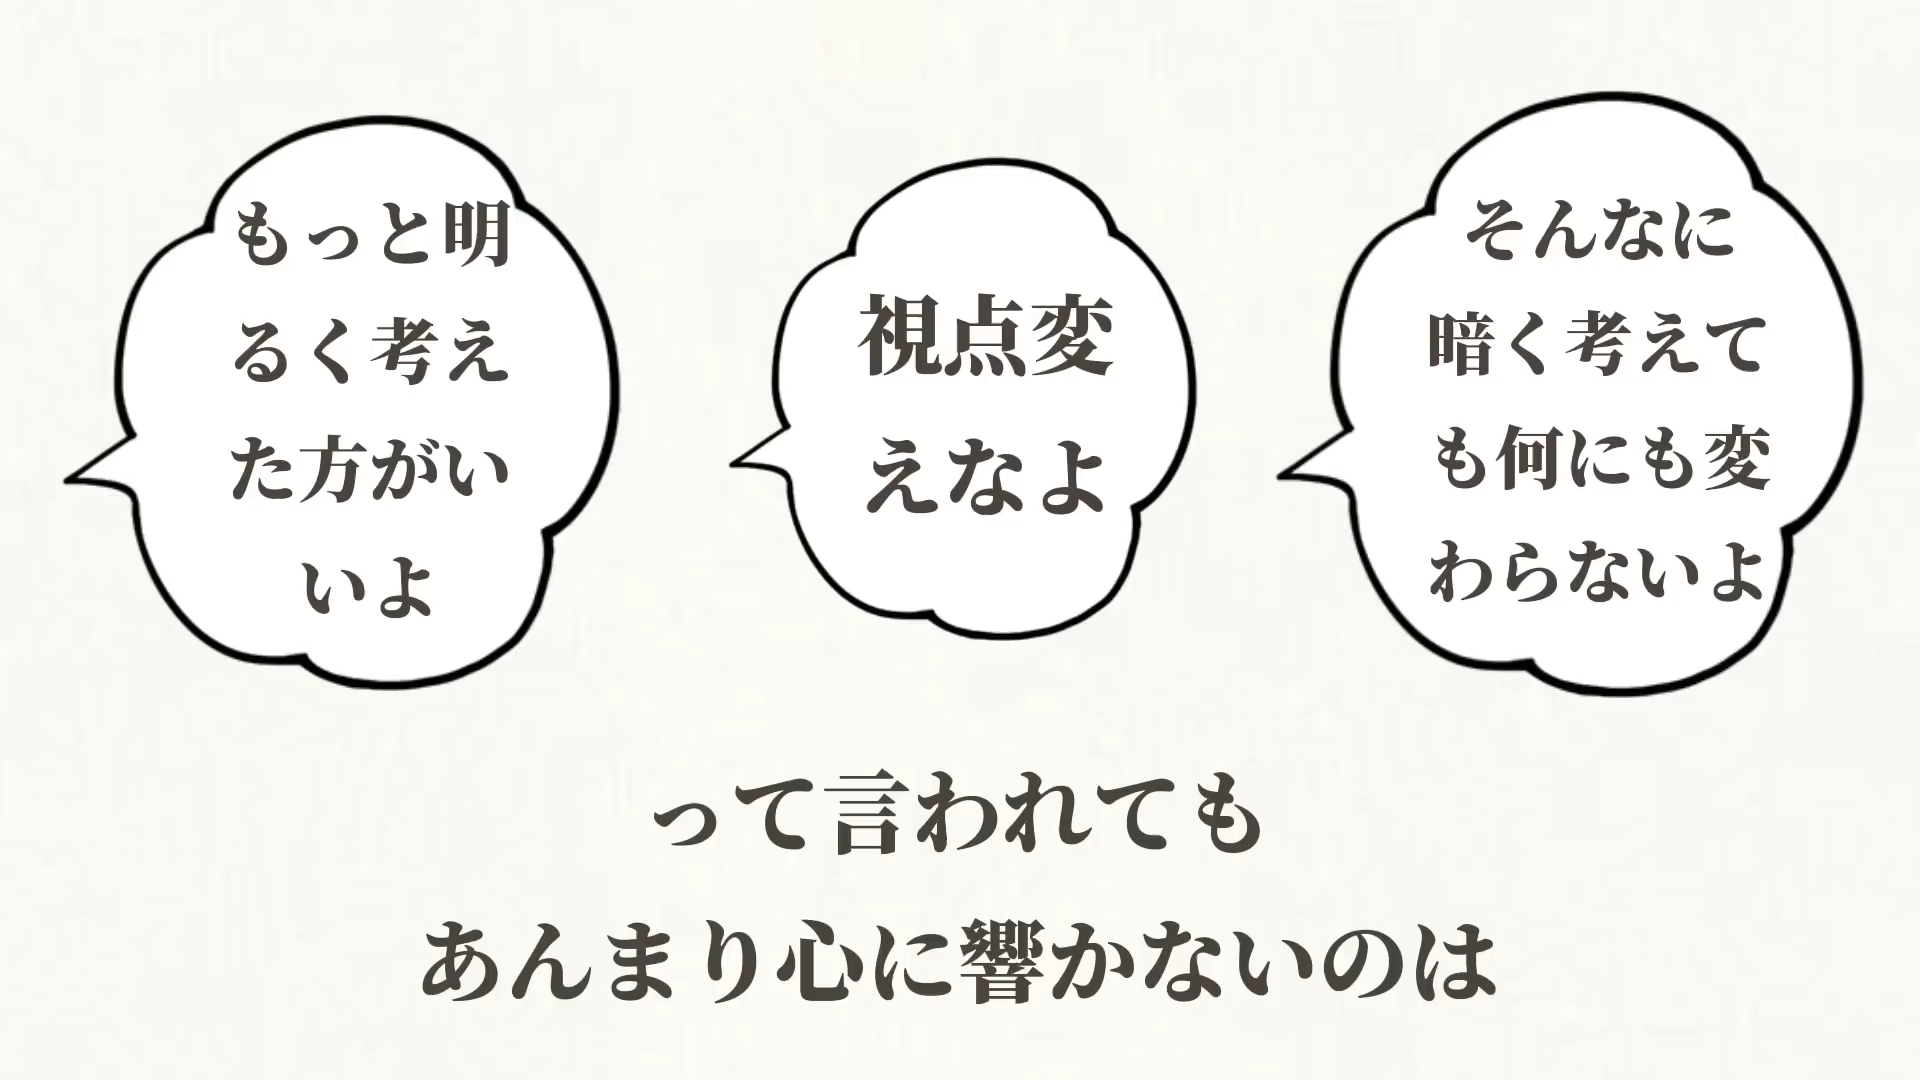 もっと明
るく考え
た方がい
いよ
視点変
えなよ
そんなに
暗く考えて
も何にも変
わらないよ
って言われても
あんまり心に響かないのは